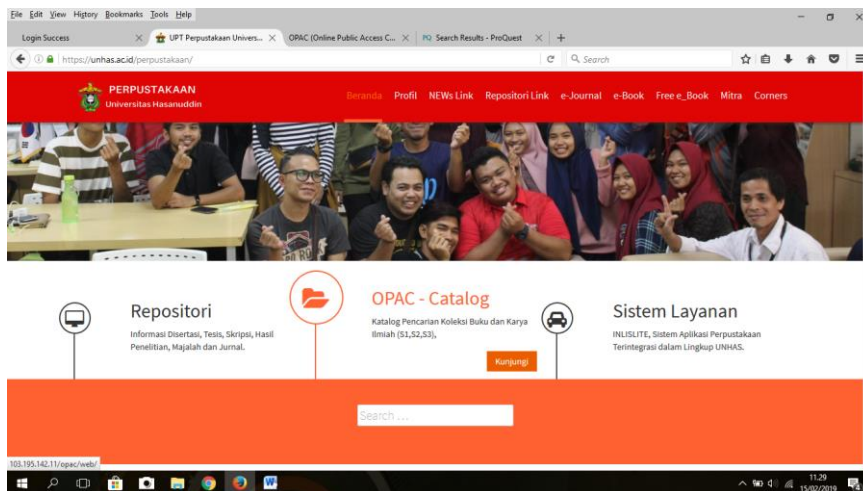 File Edit View History Bookmarks Tools Help
Login Success
UPT Perpustakaan Univers...
OPAC (Online Public Access C...
PQ Search Results - ProQuest
https://unhas.ac.id/perpustakaan/
Search
PERPUSTAKAAN
Universitas Hasanuddin
Beranda Profil NEWs Link Repositori Link e-Journal e-Book Free e_Book Mitra Corners
Repositori
Informasi Disertasi, Tesis, Skripsi, Hasil
Penelitian, Majalah dan Jurnal.
OPAC - Catalog
Katalog Pencarian Koleksi Buku dan Karya
Ilmiah (S1,S2,S3),
Kunjungi
Sistem Layanan
INLISLITE, Sistem Aplikasi Perpustakaan
Terintegrasi dalam Lingkup UNHAS.
Search ...
103.195.142.11/opac/web/
11.29
15/02/2019